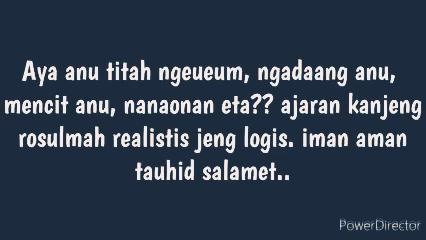 Aya anu titah ngeueum, ngadaang anu,
mencit anu, nanaonan eta?? ajaran kanjeng
rosulmah realistis jeng logis. iman aman
tauhid salamet..
PowerDirector